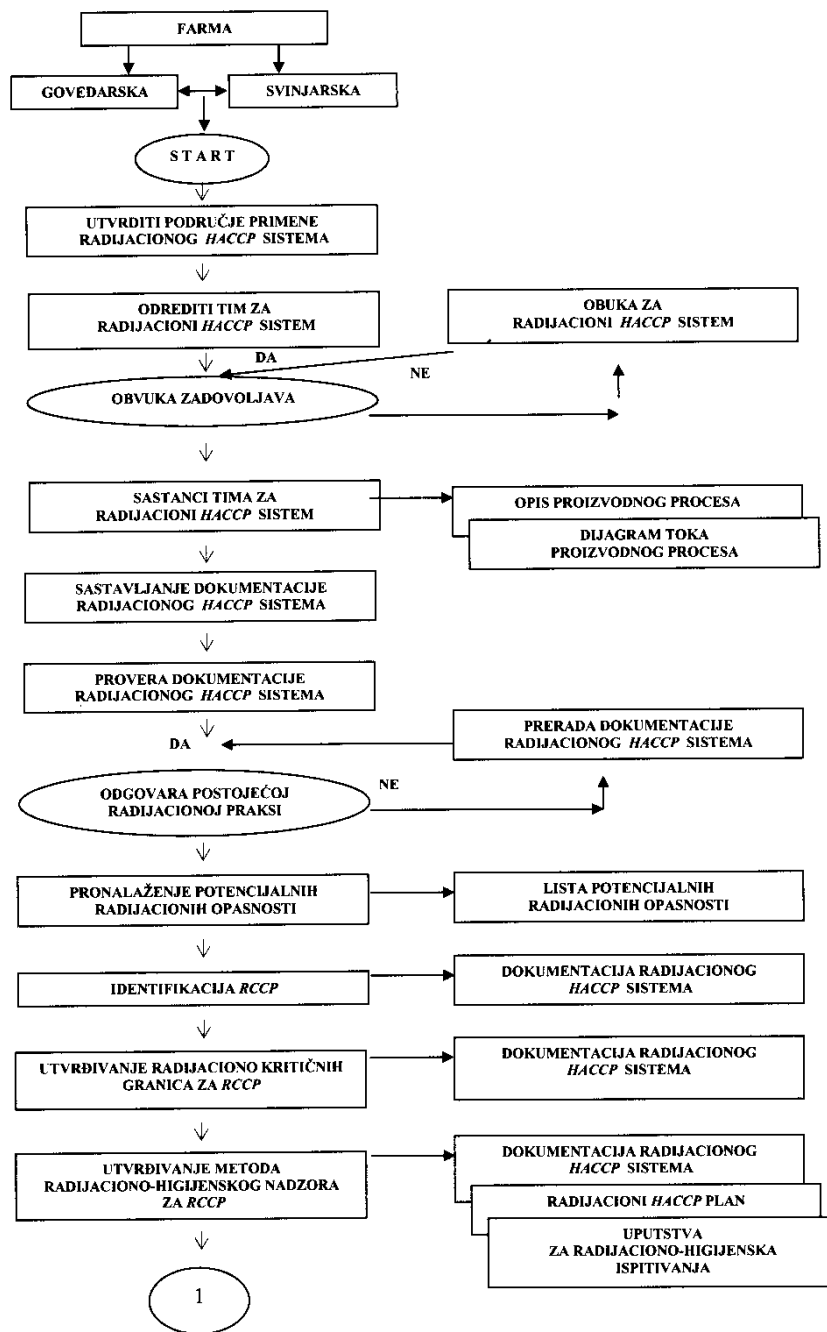 FARMA
GOVEDARSKA
SVINJARSKA
START
UTVRDITI PODRUČJE PRIMENE
RADIJACIONOG HACCP SISTEMA
ODREDITI TIM ZA
RADIJACIONI HACCP SISTEM
OBUKA ZA
RADIJACIONI HACCP SISTEM
DA
NE
OBVUKA ZADOVOLJAVA
SASTANCI TIMA ZA
RADIJACIONI HACCP SISTEM
OPIS PROIZVODNOG PROCESA
DIJAGRAM TOKA
PROIZVODNOG PROCESA
SASTAVLJANJE DOKUMENTACIJE
RADIJACIONOG HACCP SISTEMA
PROVERA DOKUMENTACIJE
RADIJACIONOG HACCP SISTEMA
PRERADA DOKUMENTACIJE
RADIJACIONOG HACCP SISTEMA
DA
NE
ODGOVARA POSTOJEĆOJ
RADIJACIONOJ PRAKSI
PRONALAŽENJE POTENCIJALNIH
RADIJACIONIH OPASNOSTI
LISTA POTENCIJALNIH
RADIJACIONIH OPASNOSTI
IDENTIFIKACIJA RCCP
DOKUMENTACIJA RADIJACIONOG
HACCP SISTEMA
UTVRĐIVANJE RADIJACIONO KRITIČNIH
GRANICA ZA RCCP
DOKUMENTACIJA RADIJACIONOG
HACCP SISTEMA
UTVRĐIVANJE METODA
RADIJACIONO-HIGIJENSKOG NADZORA
ZA RCCP
DOKUMENTACIJA RADIJACIONOG
HACCP SISTEMA
RADIJACIONI HACCP PLAN
UPUTSTVA
ZA RADIJACIONO-HIGIJENSKA
ISPITIVANJA
1